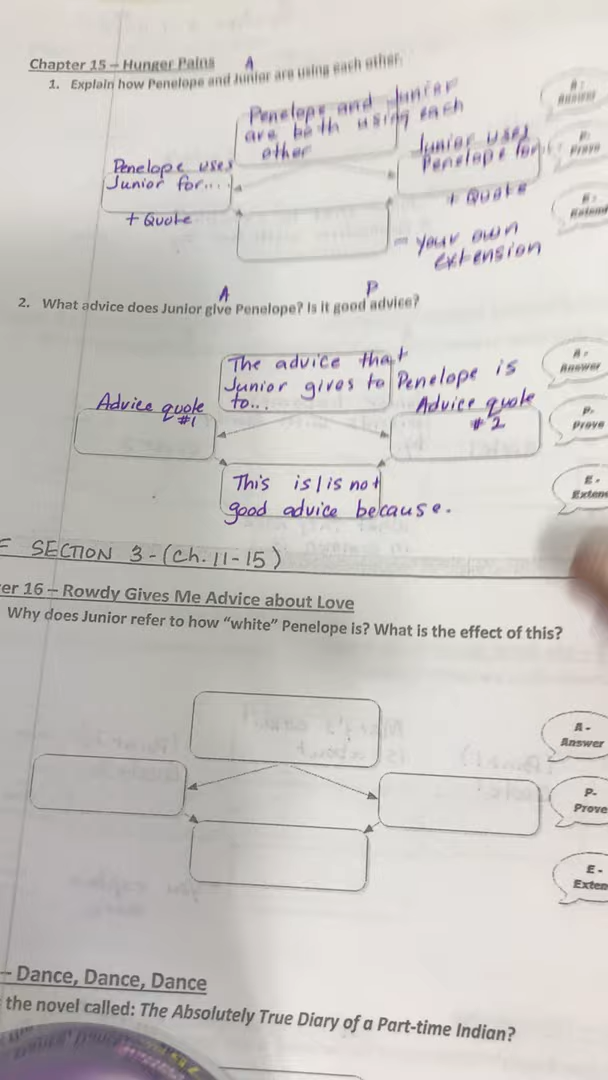 Chapter 15 – Hunger Pains
A
1. Explain how Penelope and Junior are using each other.
Penelope and Junior
are both using each
other
Penelope uses
Junior for....
+ Quote
Junior uses
Penelope for..
+ Quote
- your own
extension
A -
Answer
P-
Prove
E-
Extend
A P
2. What advice does Junior give Penelope? Is it good advice?
The advice that
Junior gives to Penelope is
to...
Advice quote
#1
Advice quote
#2
This is/is not
good advice because.
A -
Answer
P-
Prove
E-
Exten
SECTION 3 - (Ch. 11-15)
er 16 – Rowdy Gives Me Advice about Love
Why does Junior refer to how “white” Penelope is? What is the effect of this?
A -
Answer
P-
Prove
E -
Exten
– Dance, Dance, Dance
the novel called: The Absolutely True Diary of a Part-time Indian?